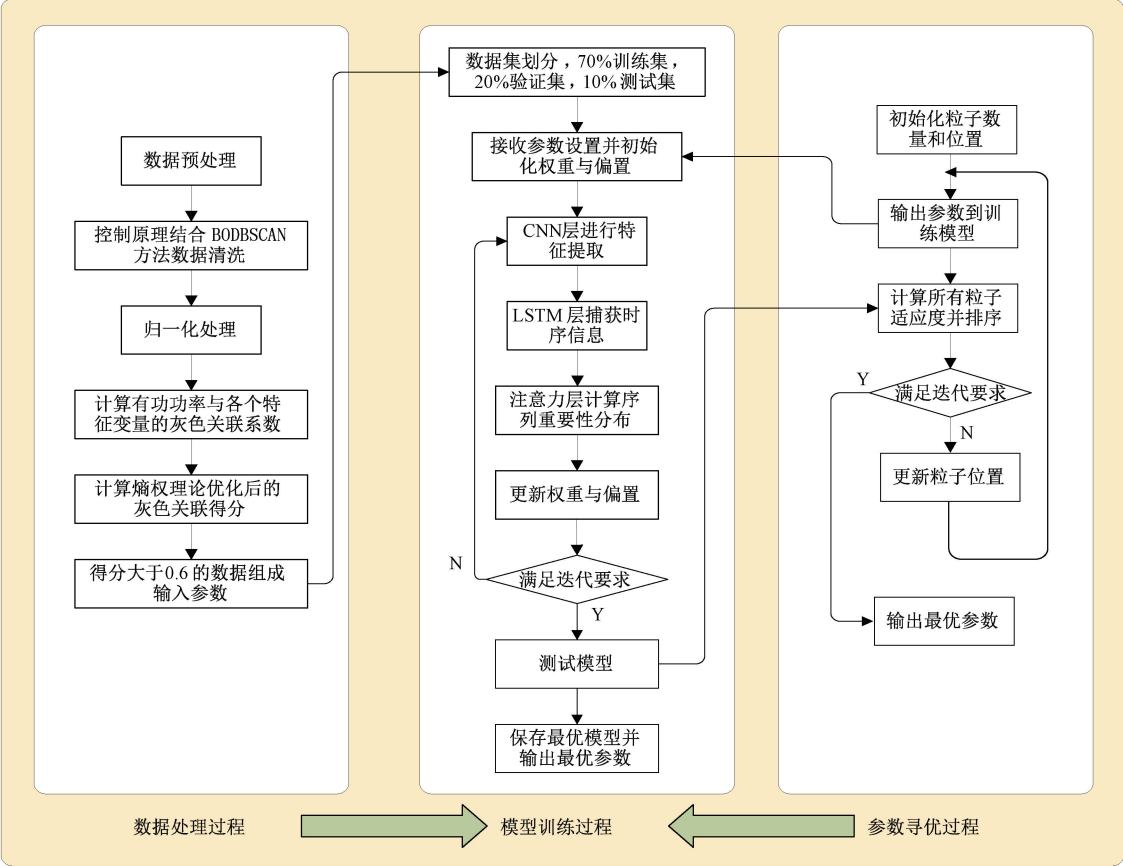 数据预处理
控制原理结合 BODBSCAN
方法数据清洗
归一化处理
计算有功功率与各个特
征变量的灰色关联系数
计算熵权理论优化后的
灰色关联得分
得分大于0.6 的数据组成
输入参数
数据集划分，70%训练集，
20%验证集，10%测试集
接收参数设置并初始
化权重与偏置
CNN层进行特
征提取
LSTM 层捕获时
序信息
注意力层计算序
列重要性分布
更新权重与偏置
满足迭代要求
N
Y
测试模型
保存最优模型并
输出最优参数
初始化粒子数
量和位置
输出参数到训
练模型
计算所有粒子
适应度并排序
满足迭代要求
Y
N
更新粒子位置
输出最优参数
数据处理过程
模型训练过程
参数寻优过程